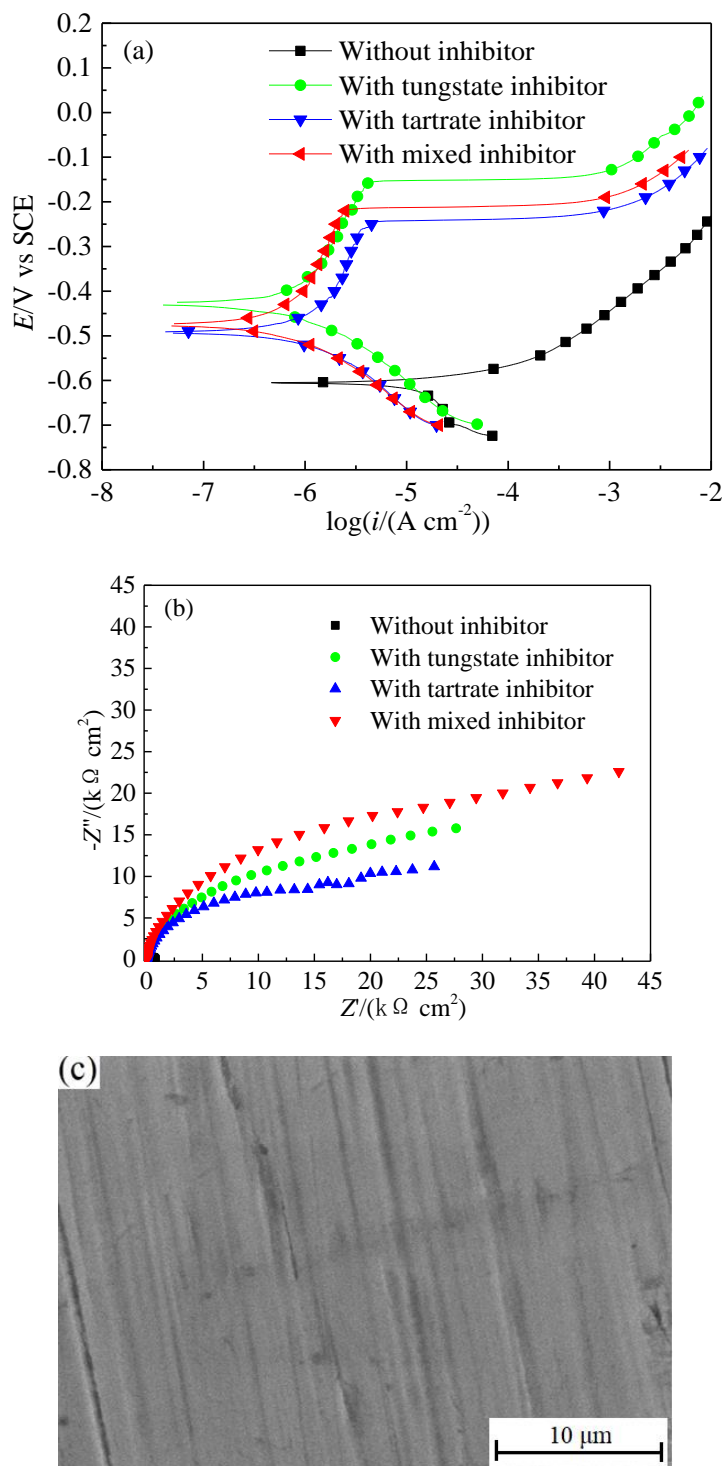 (a)
Without inhibitor
With tungstate inhibitor
With tartrate inhibitor
With mixed inhibitor
0.2
0.1
0.0
-0.1
-0.2
-0.3
-0.4
-0.5
-0.6
-0.7
-0.8
E/V vs SCE
-8 -7 -6 -5 -4 -3 -2
log(i/(A cm⁻²))
(b)
Without inhibitor
With tungstate inhibitor
With tartrate inhibitor
With mixed inhibitor
45
40
35
30
25
20
15
10
5
0
-Z''/(k Ω cm²)
0 5 10 15 20 25 30 35 40 45
Z'/(k Ω cm²)
(c)
10 μm